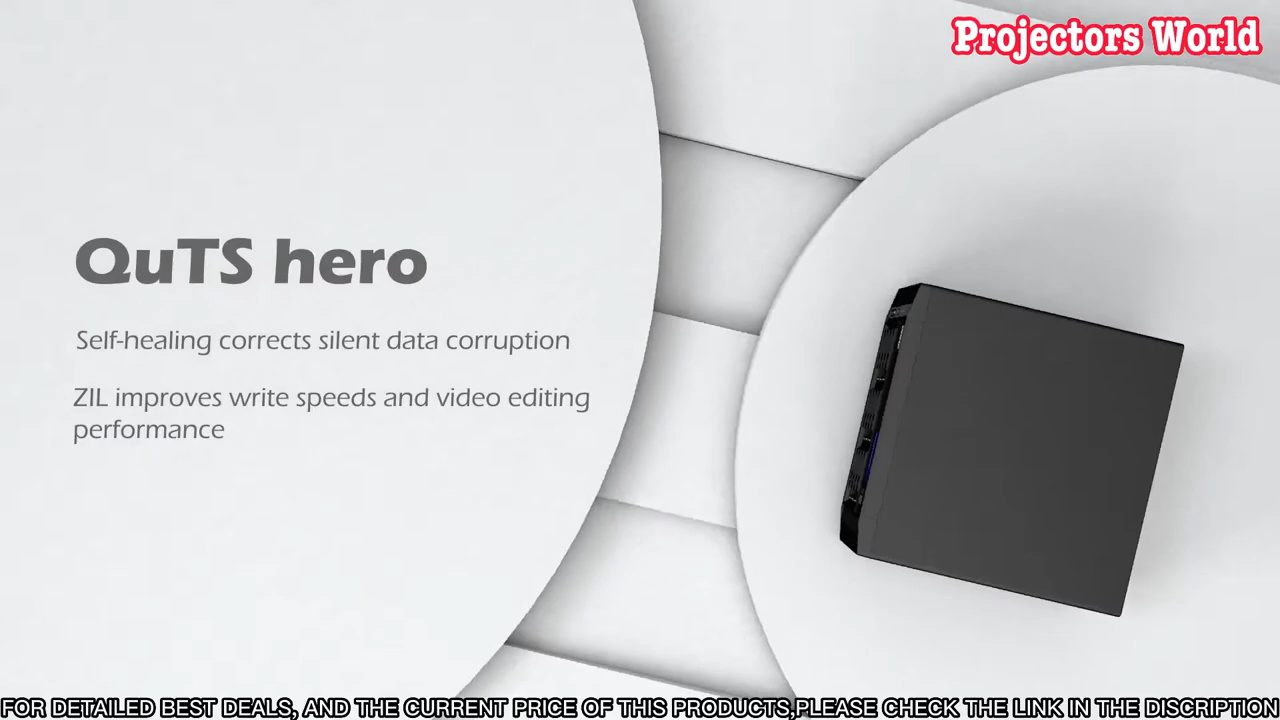 Projectors World
QuTS hero
Self-healing corrects silent data corruption
ZIL improves write speeds and video editing
performance
FOR DETAILED BEST DEALS, AND THE CURRENT PRICE OF THIS PRODUCTS,PLEASE CHECK THE LINK IN THE DISCRIPTION